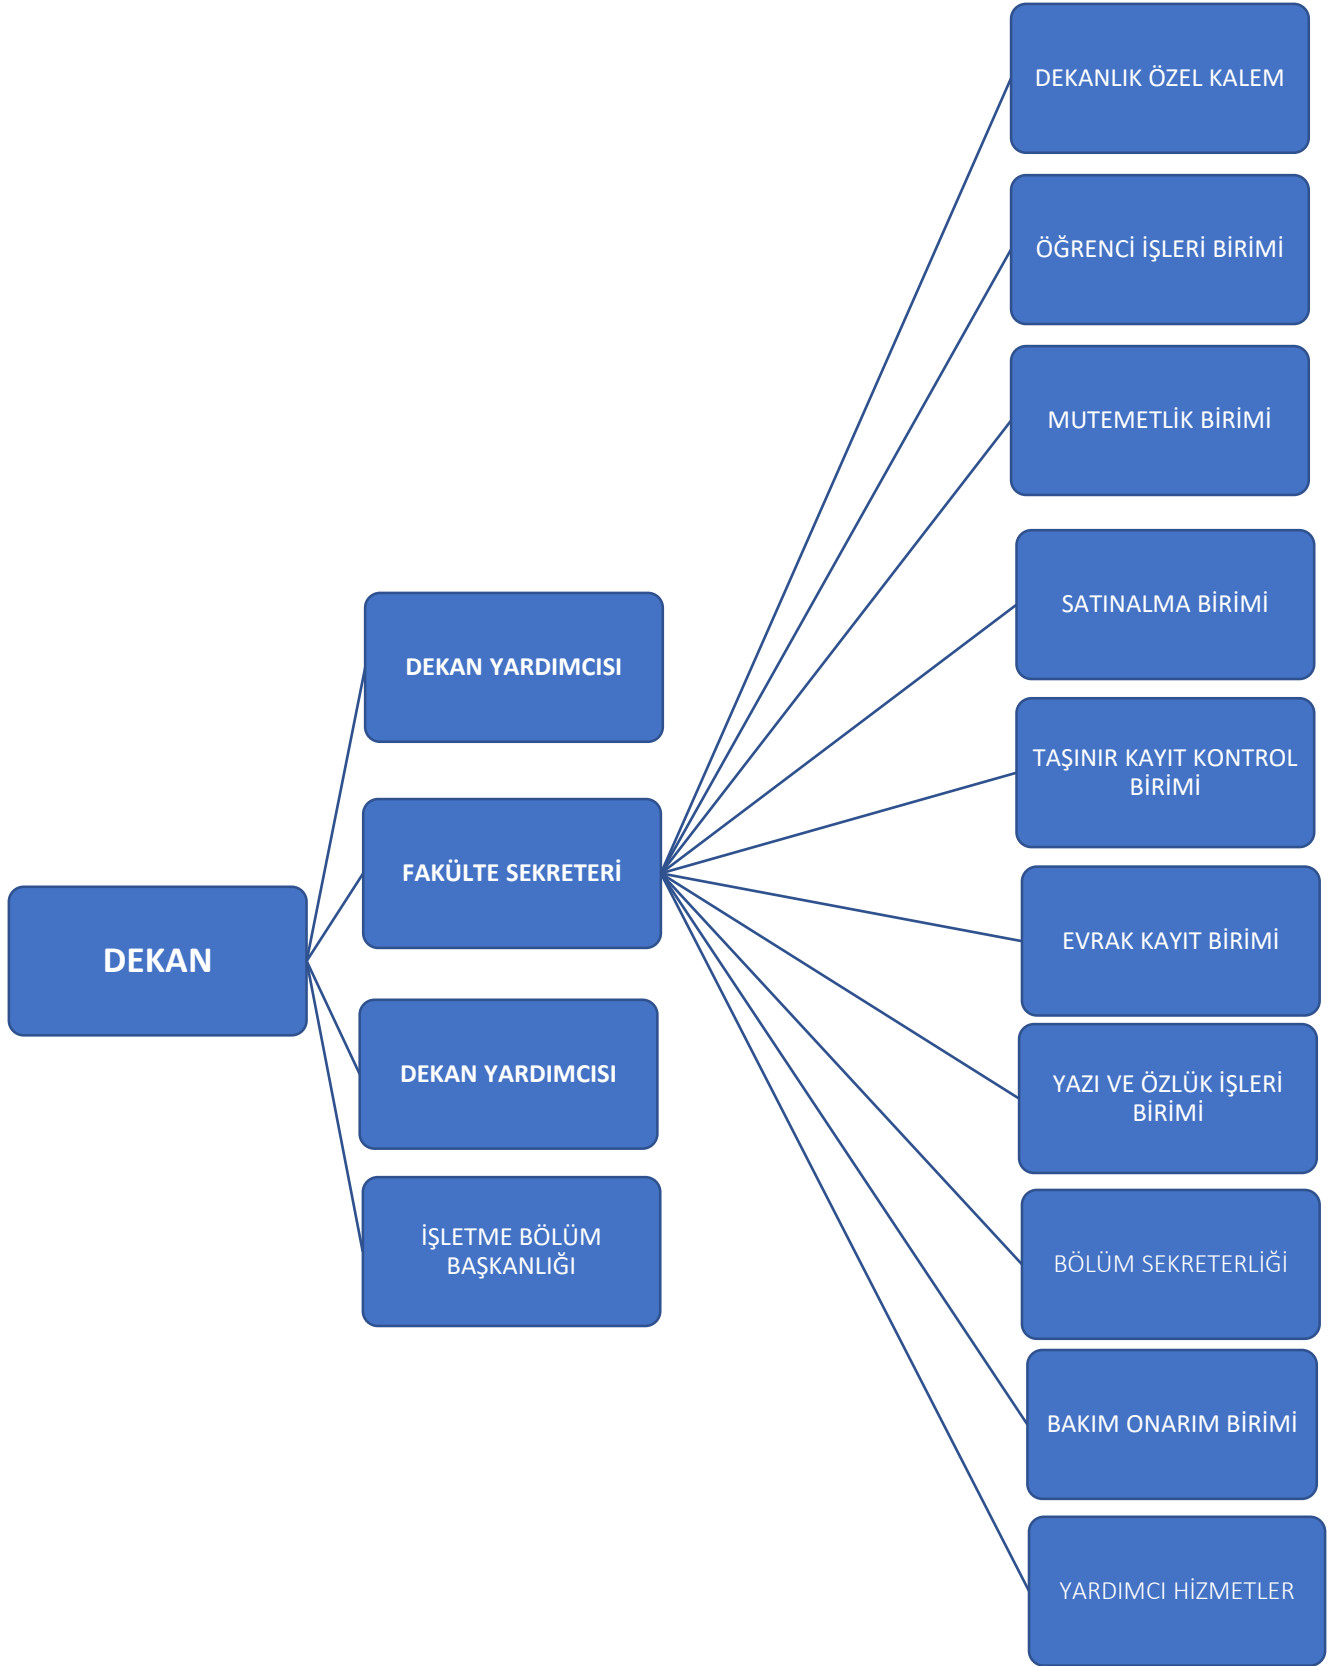 DEKAN
DEKAN YARDIMCISI
FAKÜLTE SEKRETERİ
DEKAN YARDIMCISI
İŞLETME BÖLÜM
BAŞKANLIĞI
DEKANLIK ÖZEL KALEM
ÖĞRENCİ İŞLERİ BİRİMİ
MUTEMETLİK BİRİMİ
SATINALMA BİRİMİ
TAŞINIR KAYIT KONTROL
BİRİMİ
EVRAK KAYIT BİRİMİ
YAZI VE ÖZLÜK İŞLERİ
BİRİMİ
BÖLÜM SEKRETERLİĞİ
BAKIM ONARIM BİRİMİ
YARDIMCI HİZMETLER